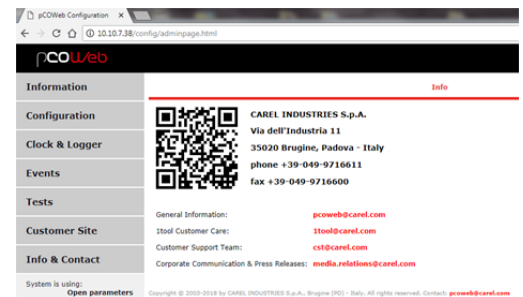 pCOWeb Configuration
10.10.7.38/config/adminpage.html
pCOWeb
Information
Info
Configuration
CAREL INDUSTRIES S.p.A.
Via dell'Industria 11
Clock & Logger
35020 Brugine, Padova - Italy
phone +39-049-9716611
Events
fax +39-049-9716600
Tests
General Information: pcoweb@carel.com
Customer Site
1tool Customer Care: 1tool@carel.com
Customer Support Team: cst@carel.com
Info & Contact
Corporate Communication & Press Releases: media.relations@carel.com
System is using:
Open parameters
Copyright © 2003-2018 by CAREL INDUSTRIES S.p.A., Brugine (PD) - Italy. All rights reserved. Contact: pcoweb@carel.com